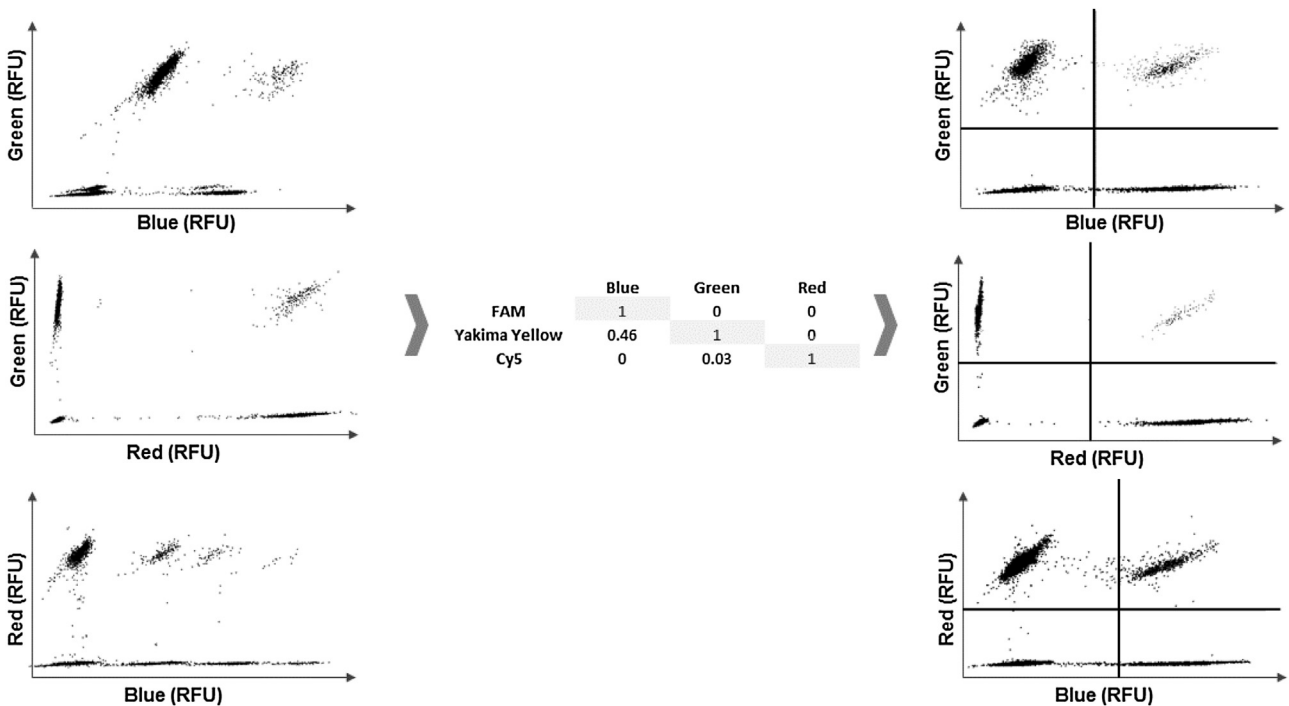 Green (RFU)
Blue (RFU)
Green (RFU)
Red (RFU)
Red (RFU)
Blue (RFU)
Blue Green Red
FAM 1 0 0
Yakima Yellow 0.46 1 0
Cy5 0 0.03 1
Green (RFU)
Blue (RFU)
Green (RFU)
Red (RFU)
Red (RFU)
Blue (RFU)